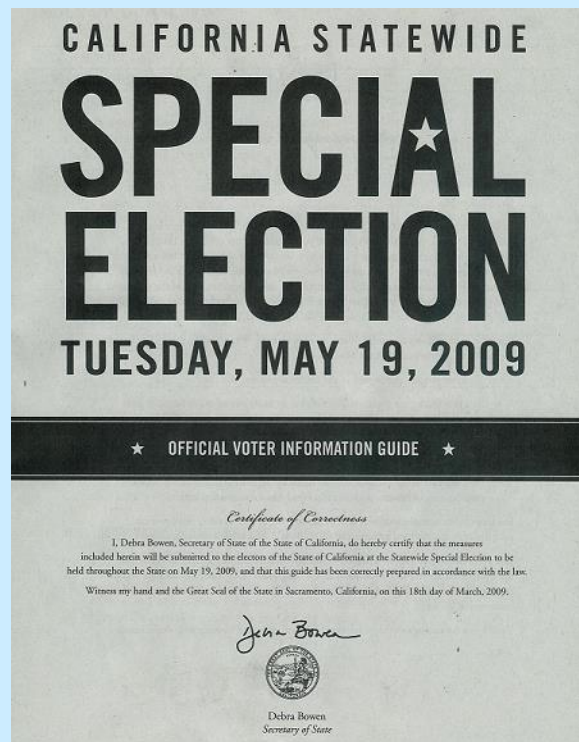 CALIFORNIA STATEWIDE
SPECIAL
ELECTION
TUESDAY, MAY 19, 2009
★ OFFICIAL VOTER INFORMATION GUIDE ★
Certificate of Correctness
I, Debra Bowen, Secretary of State of the State of California, do hereby certify that the measures
included herein will be submitted to the electors of the State of California at the Statewide Special Election to be
held throughout the State on May 19, 2009, and that this guide has been correctly prepared in accordance with the law.
Witness my hand and the Great Seal of the State in Sacramento, California, on this 18th day of March, 2009.
Debra Bowen
Debra Bowen
Secretary of State